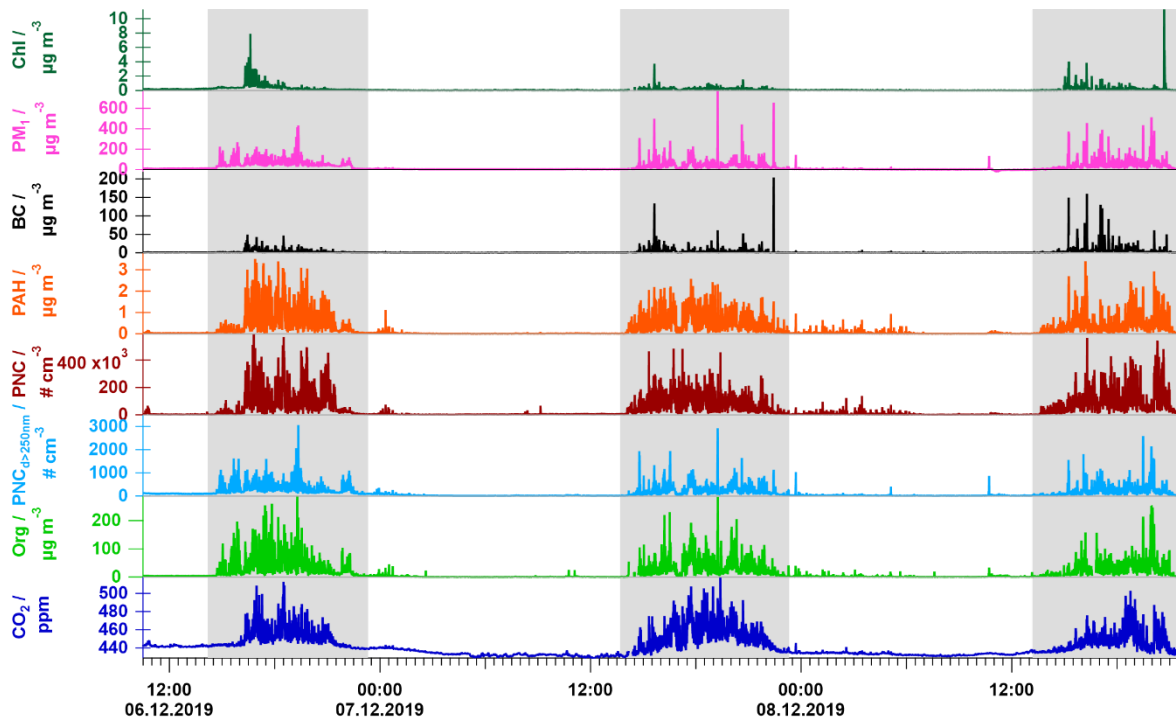 Chl /
µg m⁻³
10
8
6
4
2
0
PM₁ /
µg m⁻³
600
400
200
0
BC /
µg m⁻³
200
150
100
50
0
PAH /
µg m⁻³
3
2
1
0
PNC /
# cm⁻³
400 x10³
200
0
PNC d>250nm /
# cm⁻³
3000
2000
1000
0
Org /
µg m⁻³
200
100
0
CO₂ /
ppm
500
480
460
440
12:00 00:00 12:00 00:00 12:00
06.12.2019 07.12.2019 08.12.2019